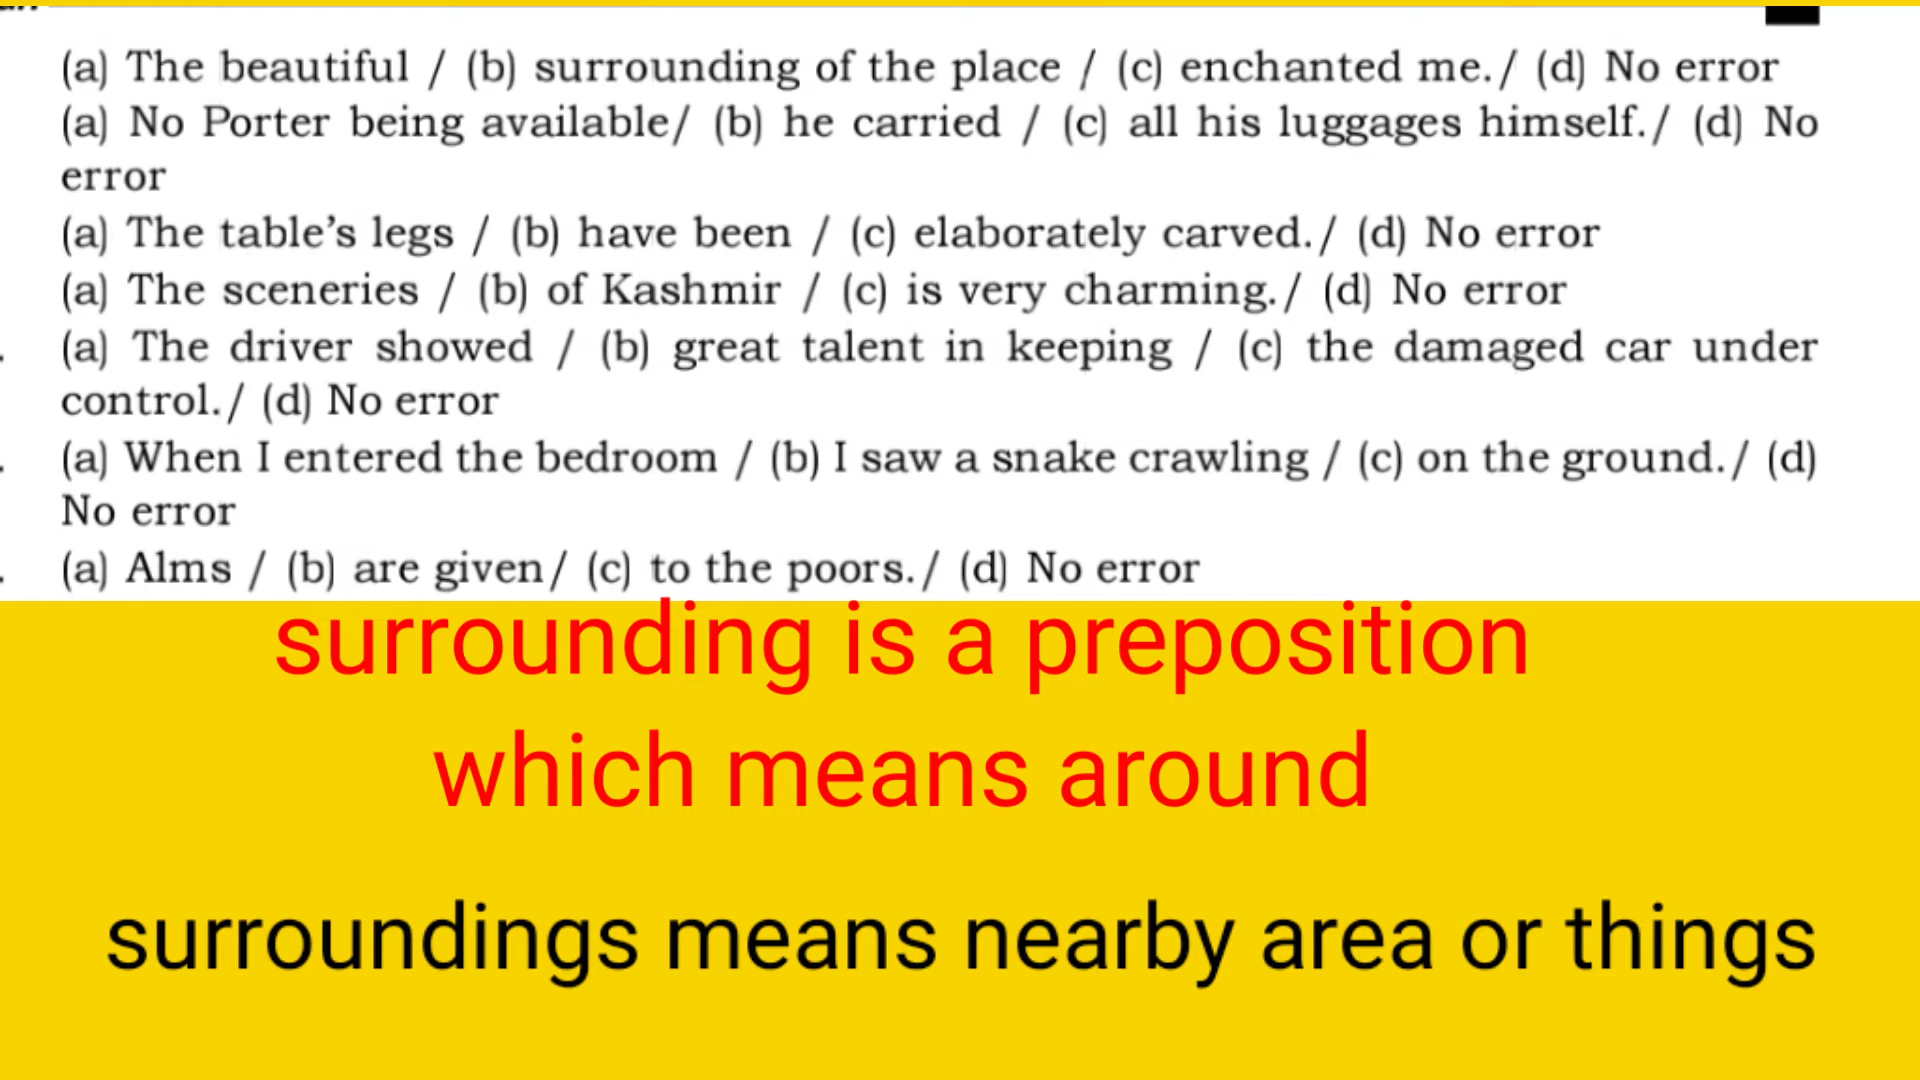 (a) The beautiful / (b) surrounding of the place / (c) enchanted me./ (d) No error
(a) No Porter being available/ (b) he carried / (c) all his luggages himself./ (d) No
error
(a) The table's legs / (b) have been / (c) elaborately carved./ (d) No error
(a) The sceneries / (b) of Kashmir / (c) is very charming./ (d) No error
(a) The driver showed / (b) great talent in keeping / (c) the damaged car under
control./ (d) No error
(a) When I entered the bedroom / (b) I saw a snake crawling / (c) on the ground./ (d)
No error
(a) Alms / (b) are given/ (c) to the poors./ (d) No error
surrounding is a preposition
which means around
surroundings means nearby area or things